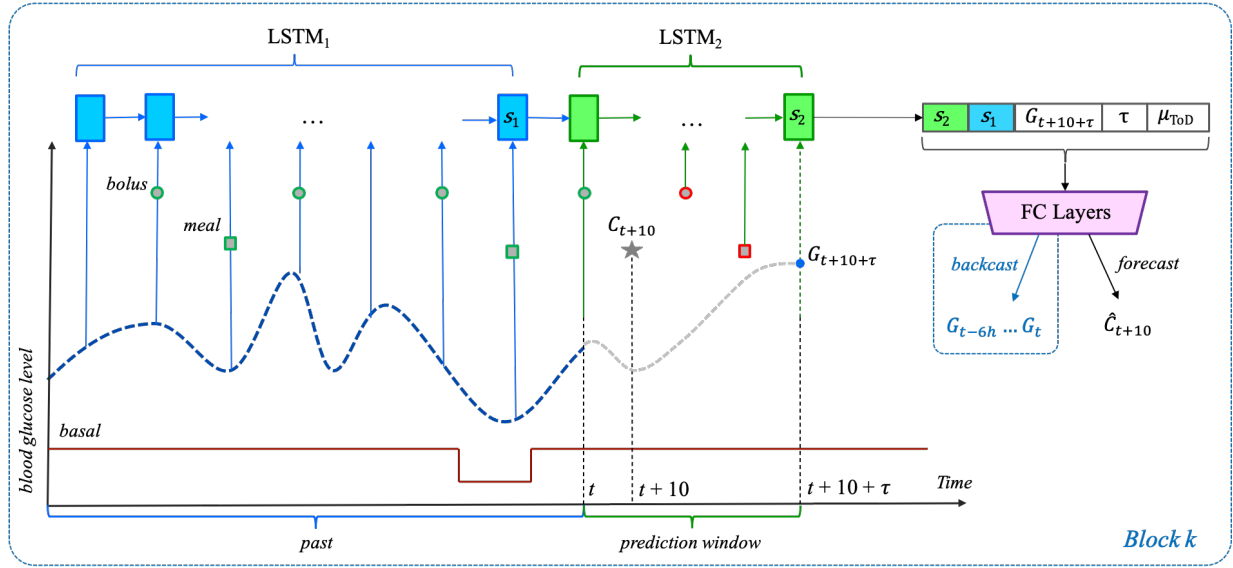 LSTM₁
LSTM₂
s₁
s₂
...
...
s₂ s₁ G_{t+10+τ} τ μ_{ToD}
bolus
meal
C_{t+10}
G_{t+10+τ}
FC Layers
backcast
forecast
G_{t−6h} ... G_t
Ĉ_{t+10}
blood glucose level
basal
t
t + 10
t + 10 + τ
Time
past
prediction window
Block k